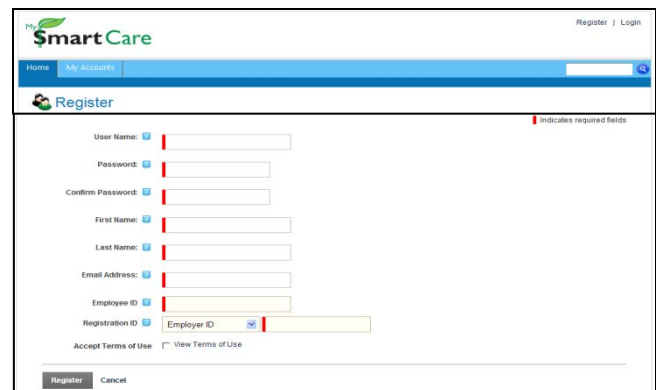 Register | Login
My SmartCare
Home My Accounts
Register
Indicates required fields
User Name:
Password:
Confirm Password:
First Name:
Last Name:
Email Address:
Employee ID
Registration ID Employer ID
Accept Terms of Use View Terms of Use
Register Cancel